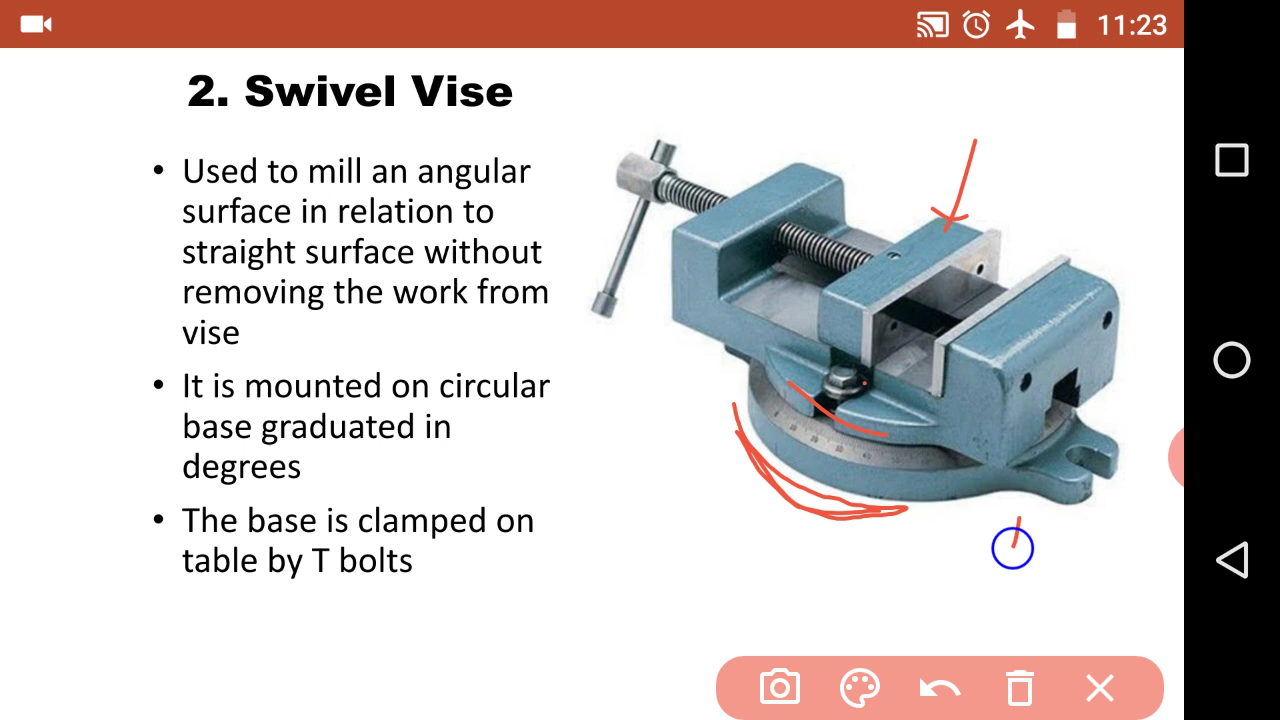 11:23
2. Swivel Vise
• Used to mill an angular
surface in relation to
straight surface without
removing the work from
vise
• It is mounted on circular
base graduated in
degrees
• The base is clamped on
table by T bolts